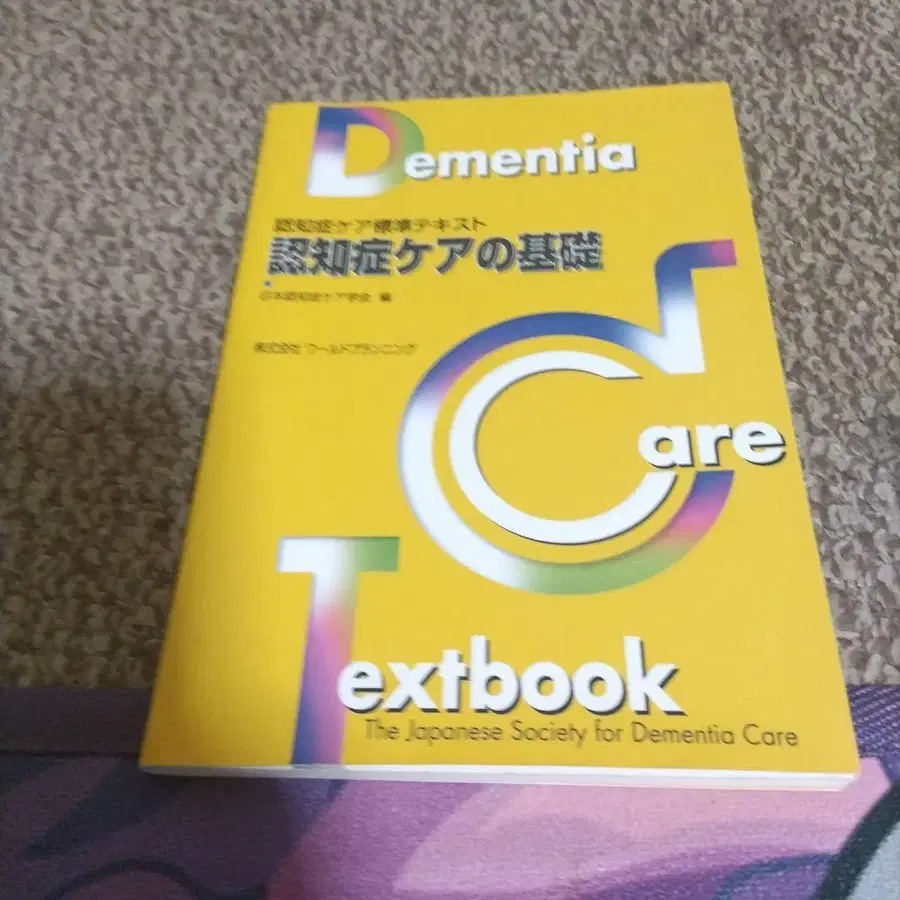 Dementia
認知症ケア標準テキスト
認知症ケアの基礎
日本認知症ケア学会 編
株式会社 ワールドプランニング
Care
Textbook
The Japanese Society for Dementia Care